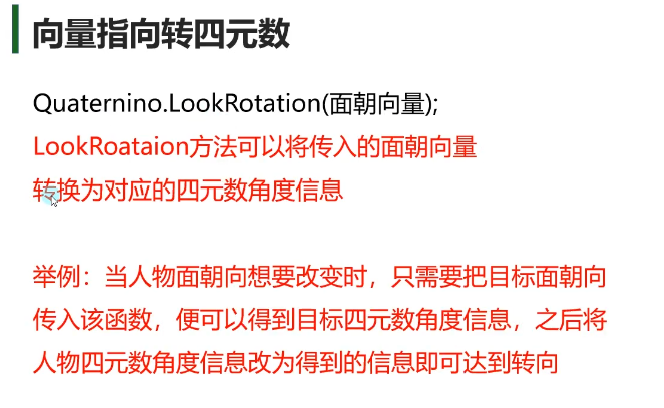 向量指向转四元数
Quaternino.LookRotation(面朝向量);
LookRoataion方法可以将传入的面朝向量
转换为对应的四元数角度信息
举例：当人物面朝向想要改变时，只需要把目标面朝向
传入该函数，便可以得到目标四元数角度信息，之后将
人物四元数角度信息改为得到的信息即可达到转向